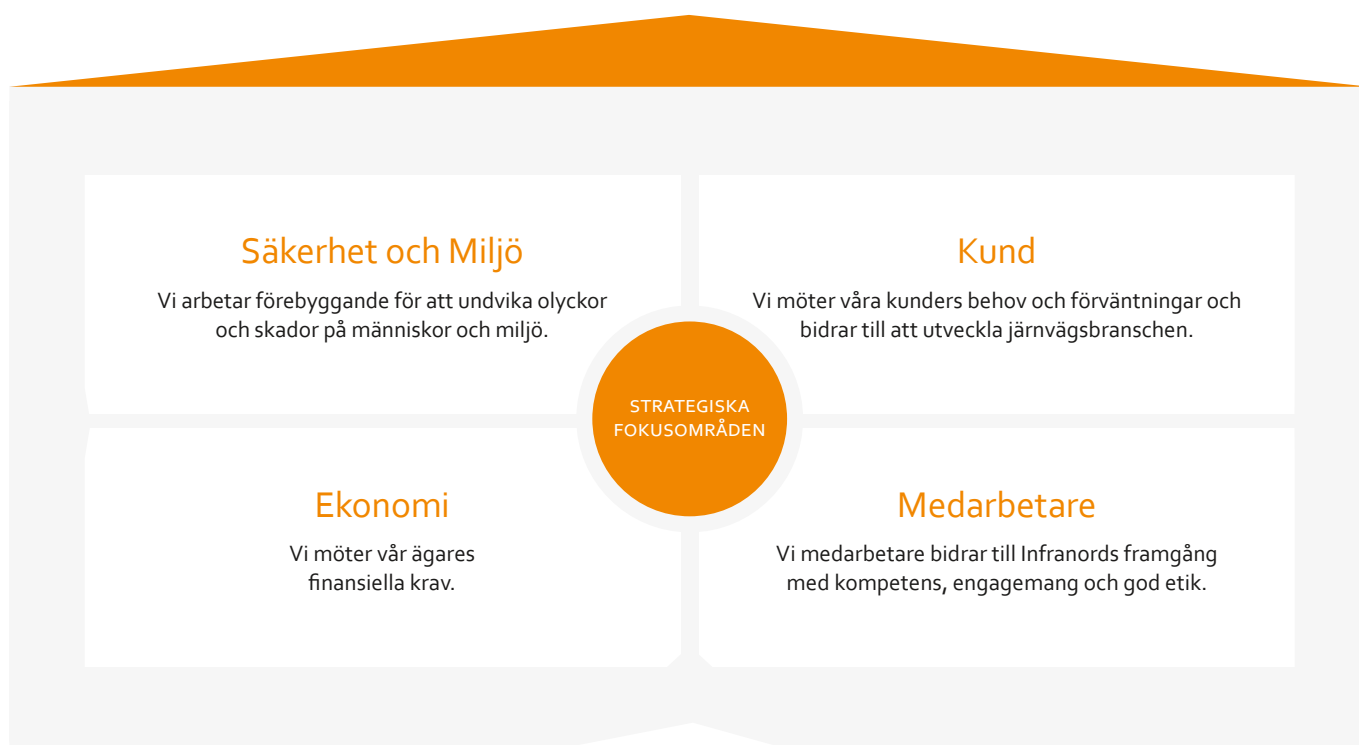 Säkerhet och Miljö
Vi arbetar förebyggande för att undvika olyckor
och skador på människor och miljö.
Kund
Vi möter våra kunders behov och förväntningar och
bidrar till att utveckla järnvägsbranschen.
STRATEGISKA
FOKUSOMRÅDEN
Ekonomi
Vi möter vår ägares
finansiella krav.
Medarbetare
Vi medarbetare bidrar till Infranords framgång
med kompetens, engagemang och god etik.